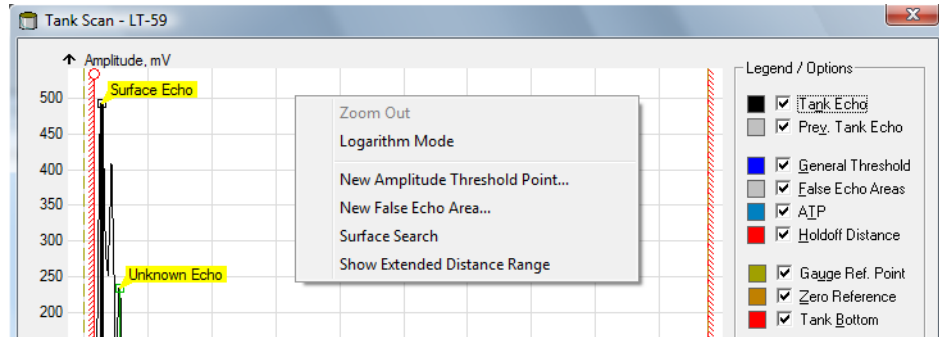 Tank Scan - LT-59
Amplitude, mV
Surface Echo
500
450
400
350
300
250
200
Unknown Echo
Zoom Out
Logarithm Mode
New Amplitude Threshold Point...
New False Echo Area...
Surface Search
Show Extended Distance Range
Legend / Options
Tank Echo
Prev. Tank Echo
General Threshold
False Echo Areas
ATP
Holdoff Distance
Gauge Ref. Point
Zero Reference
Tank Bottom